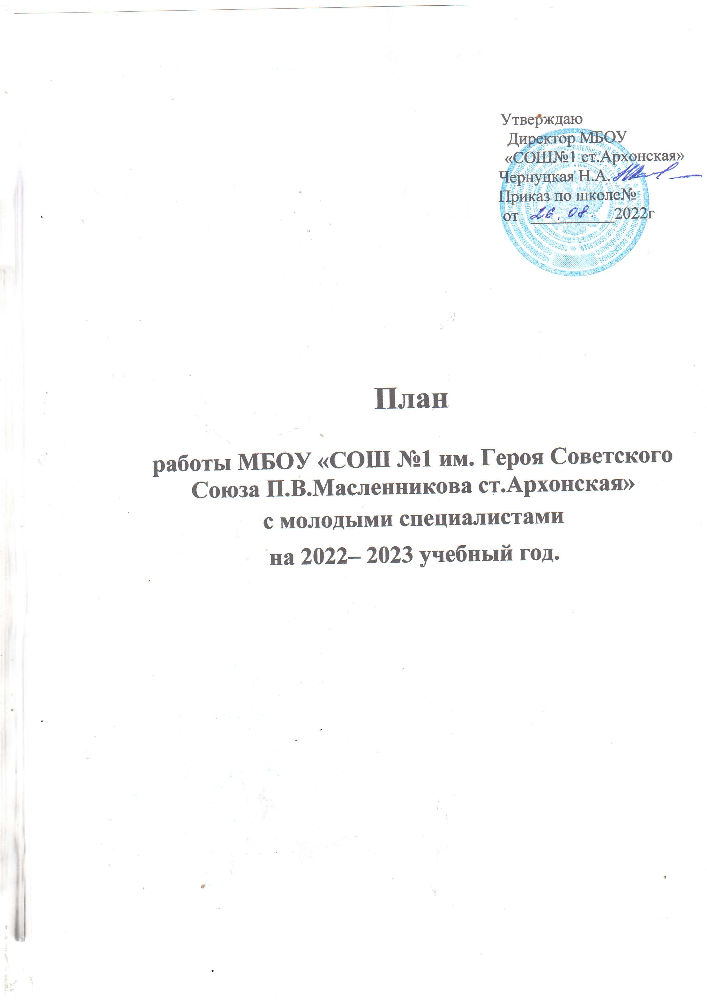 Утверждаю
Директор МБОУ
«СОШ№1 ст.Архонская»
Чернуцкая Н.А.
Приказ по школе№
от 26.08. 2022г
План
работы МБОУ «СОШ №1 им. Героя Советского
Союза П.В.Масленникова ст.Архонская»
с молодыми специалистами
на 2022– 2023 учебный год.